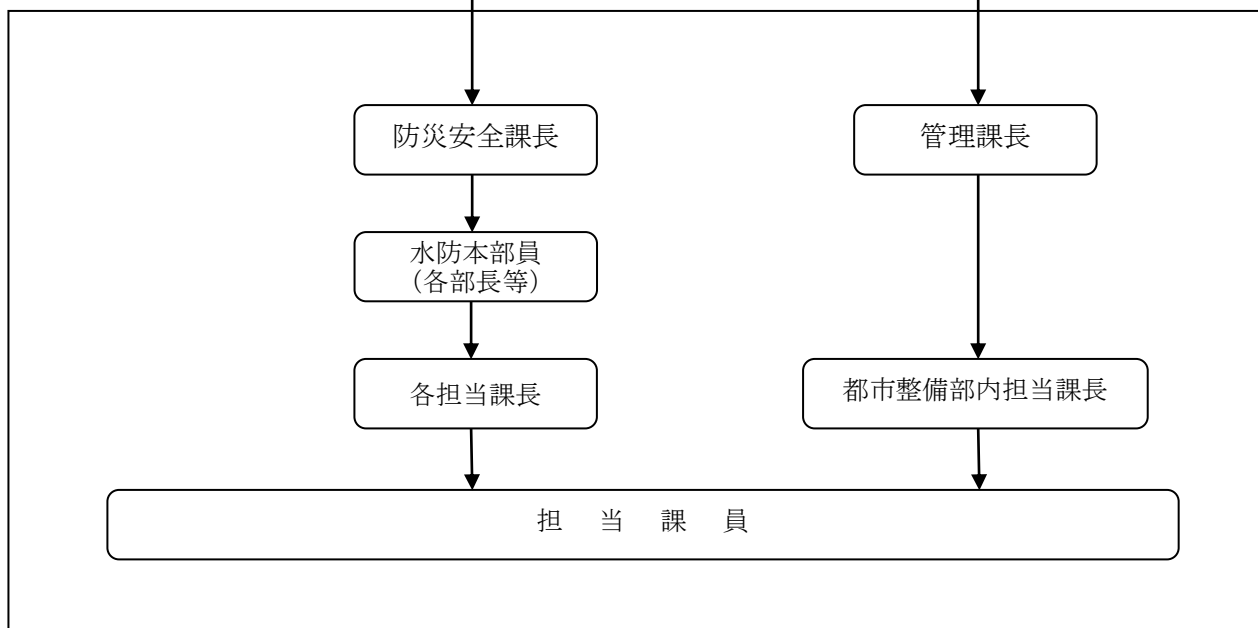 防災安全課長
管理課長
水防本部員
（各部長等）
各担当課長
都市整備部内担当課長
担　当　課　員